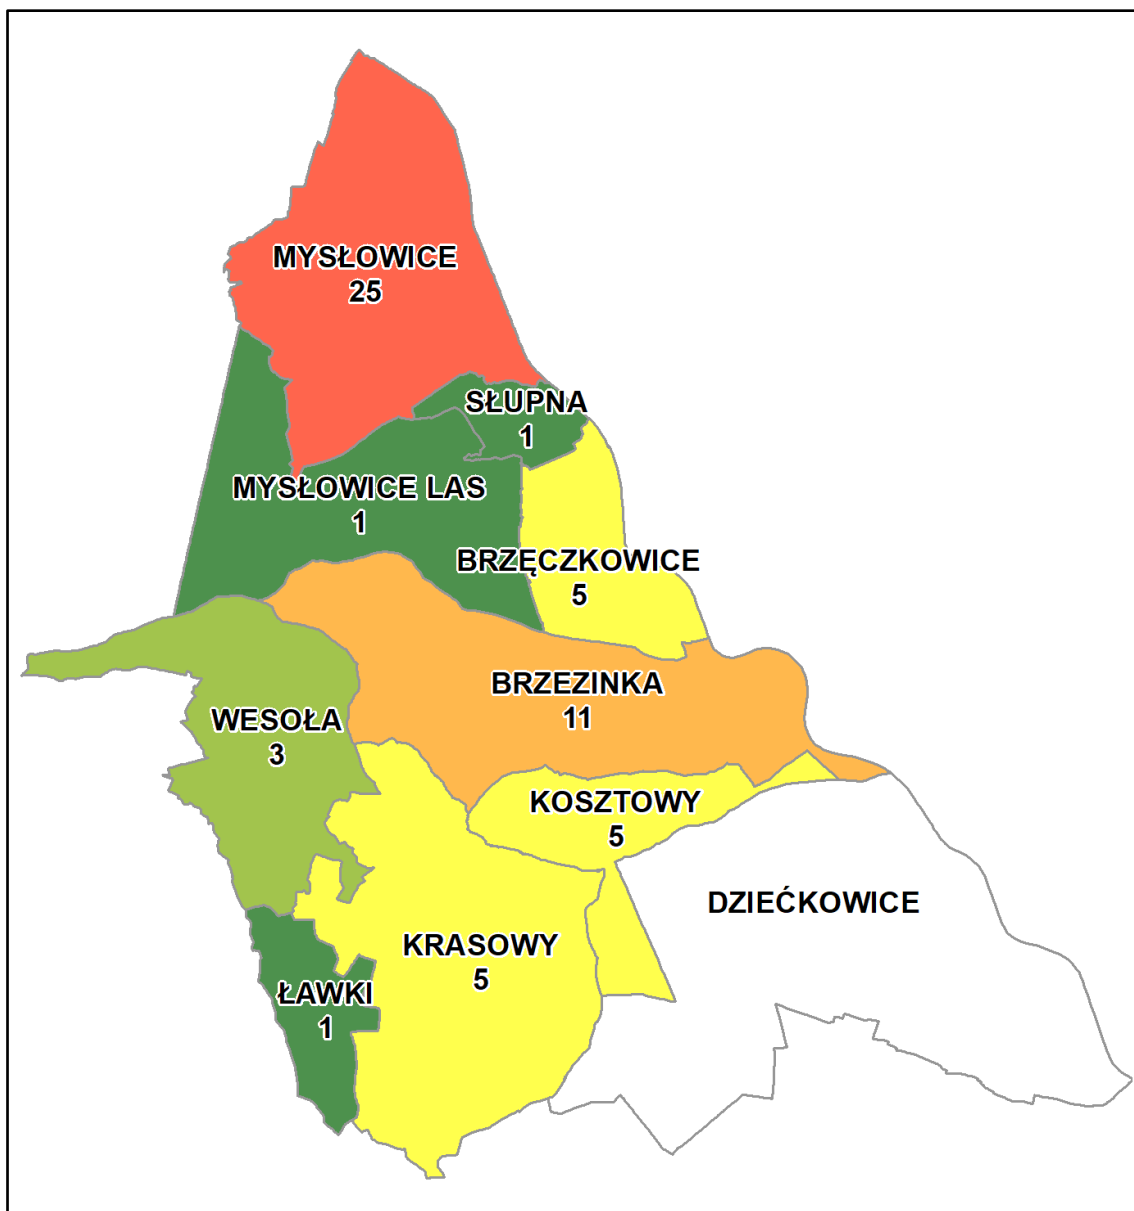 MYSŁOWICE
25
SŁUPNA
1
MYSŁOWICE LAS
1
BRZĘCZKOWICE
5
BRZEZINKA
11
WESOŁA
3
KOSZTOWY
5
DZIEĆKOWICE
KRASOWY
5
ŁAWKI
1